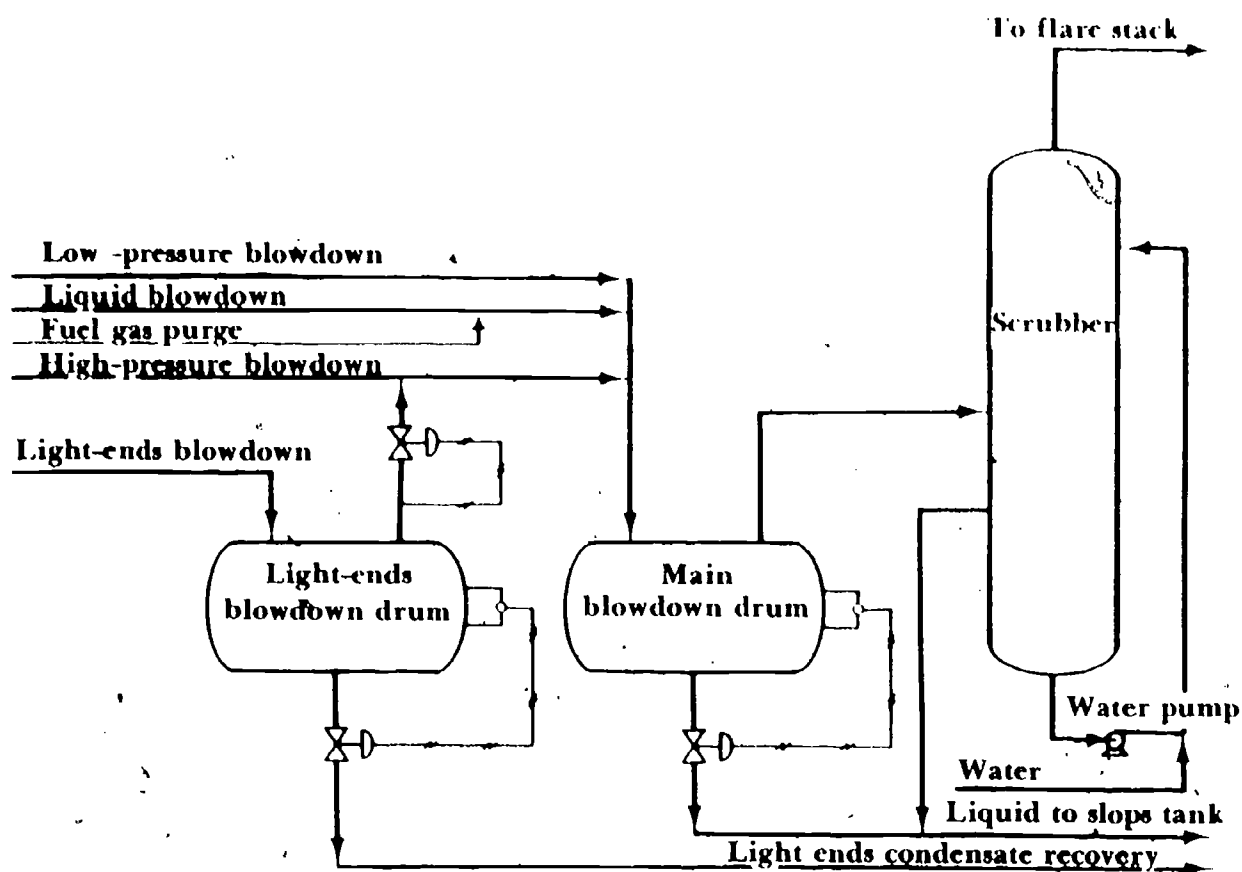 To flare stack
Low -pressure blowdown
Liquid blowdown
Fuel gas purge
High-pressure blowdown
Scrubber
Light-ends blowdown
Light-ends
blowdown drum
Main
blowdown drum
Water pump
Water
Liquid to slops tank
Light ends condensate recovery